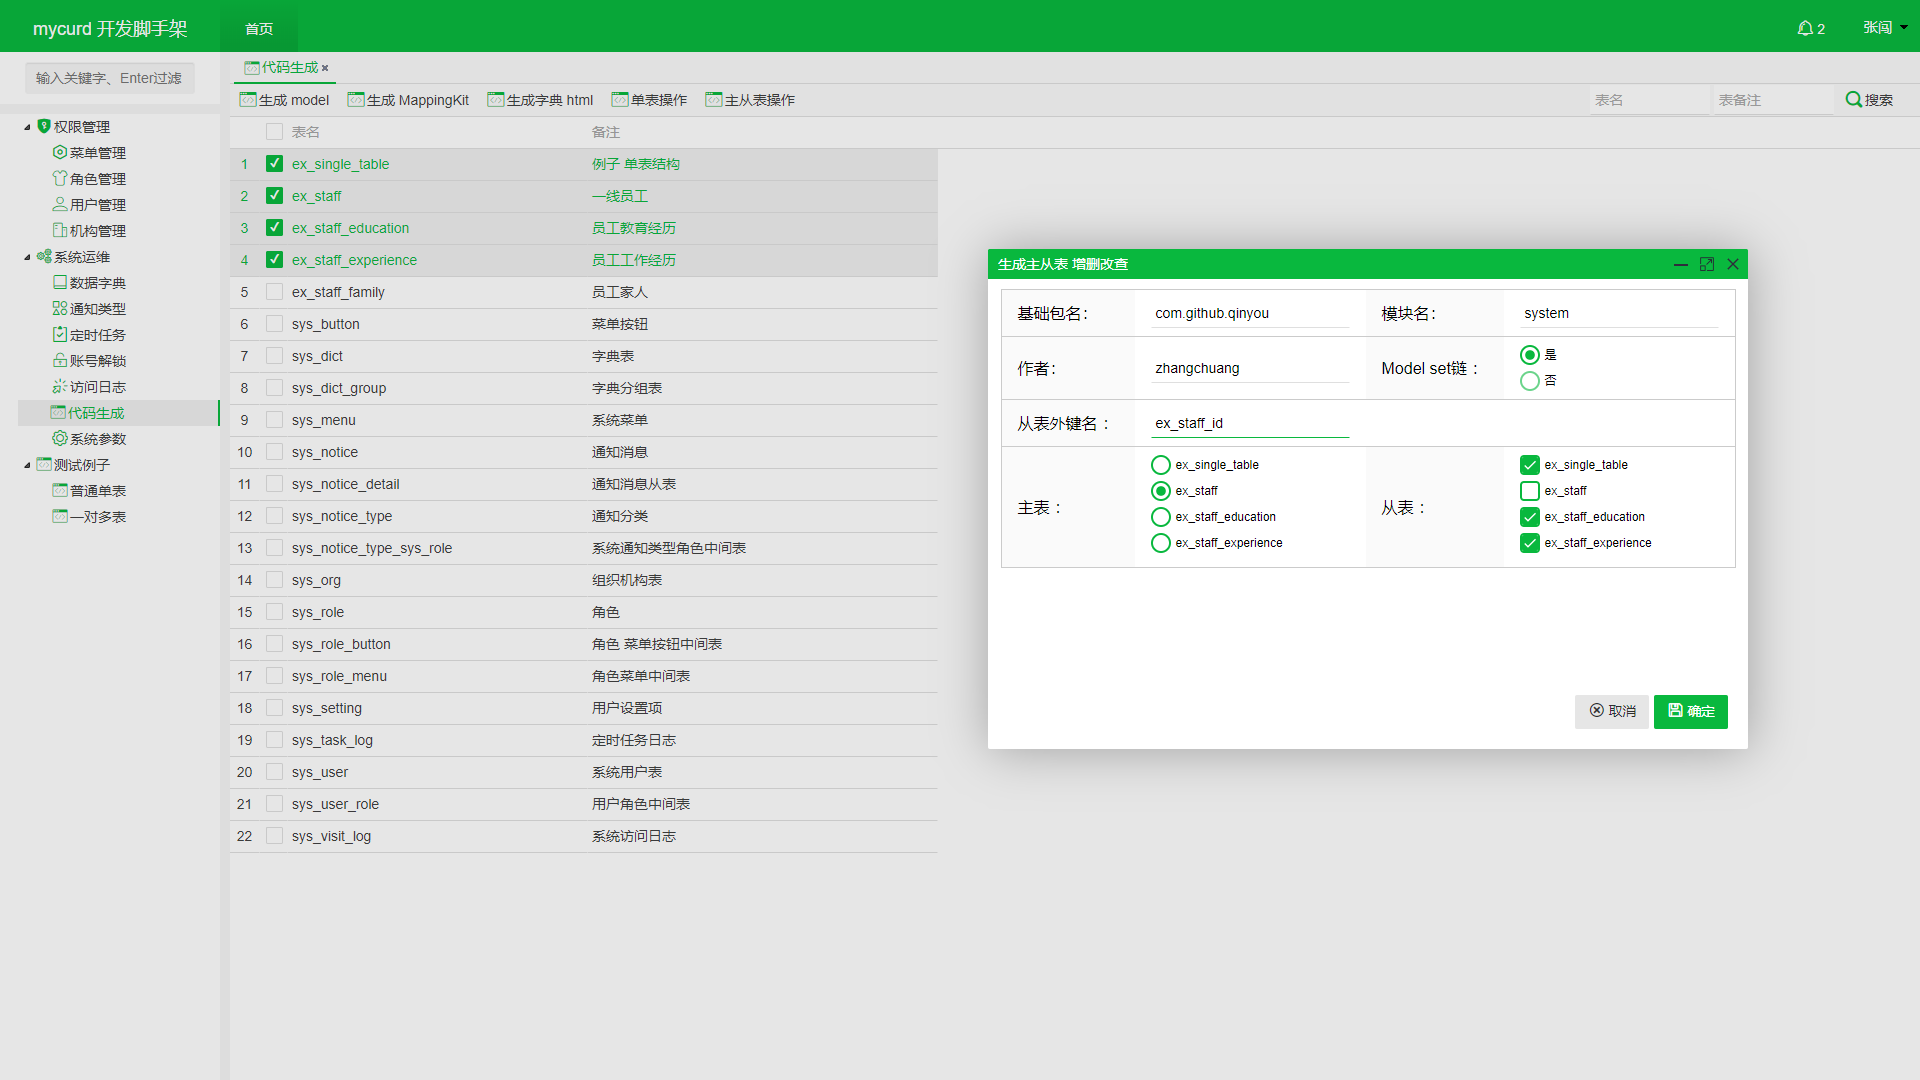 mycurd 开发脚手架
首页
2
张闯
输入关键字、Enter过滤
权限管理
菜单管理
角色管理
用户管理
机构管理
系统运维
数据字典
通知类型
定时任务
账号解锁
访问日志
代码生成
系统参数
测试例子
普通单表
一对多表
代码生成
生成 model
生成 MappingKit
生成字典 html
单表操作
主从表操作
表名
表备注
搜索
表名 备注
1 ex_single_table 例子 单表结构
2 ex_staff 一线员工
3 ex_staff_education 员工教育经历
4 ex_staff_experience 员工工作经历
5 ex_staff_family 员工家人
6 sys_button 菜单按钮
7 sys_dict 字典表
8 sys_dict_group 字典分组表
9 sys_menu 系统菜单
10 sys_notice 通知消息
11 sys_notice_detail 通知消息从表
12 sys_notice_type 通知分类
13 sys_notice_type_sys_role 系统通知类型角色中间表
14 sys_org 组织机构表
15 sys_role 角色
16 sys_role_button 角色 菜单按钮中间表
17 sys_role_menu 角色菜单中间表
18 sys_setting 用户设置项
19 sys_task_log 定时任务日志
20 sys_user 系统用户表
21 sys_user_role 用户角色中间表
22 sys_visit_log 系统访问日志
生成主从表 增删改查
基础包名: com.github.qinyou 模块名: system
作者: zhangchuang Model set链： 是
否
从表外键名： ex_staff_id
主表：
ex_single_table
ex_staff
ex_staff_education
ex_staff_experience
从表：
ex_single_table
ex_staff
ex_staff_education
ex_staff_experience
取消
确定